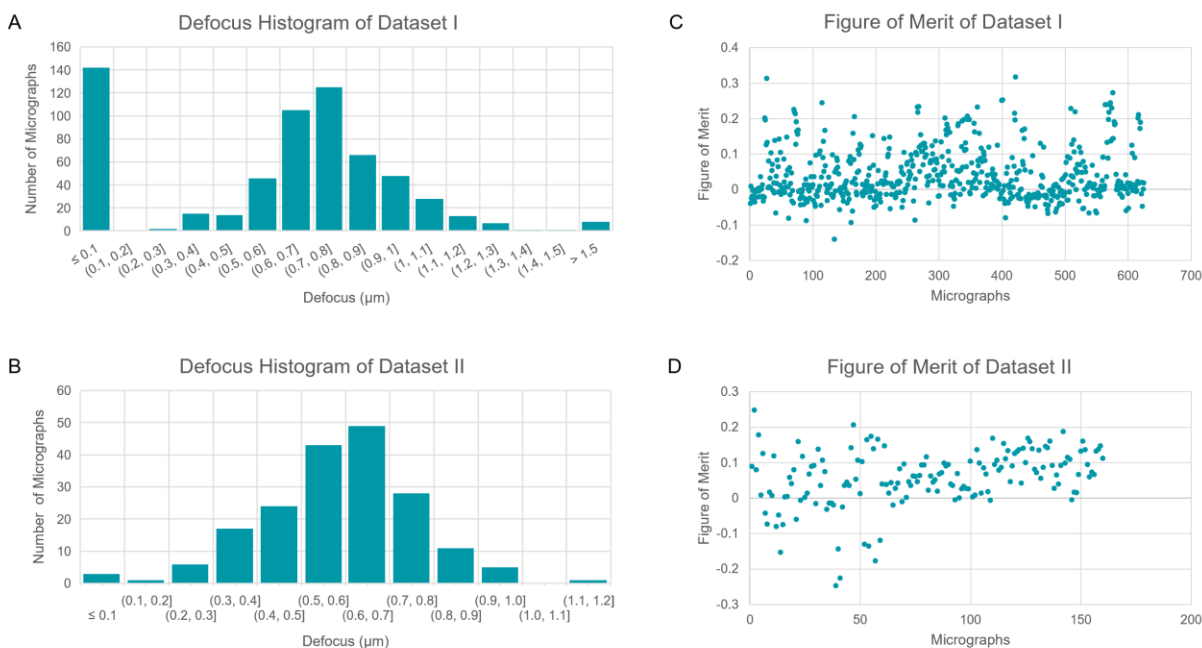 A
Defocus Histogram of Dataset I
Number of Micrographs
160
140
120
100
80
60
40
20
0
≤ 0.1
(0.1, 0.2]
(0.2, 0.3]
(0.3, 0.4]
(0.4, 0.5]
(0.5, 0.6]
(0.6, 0.7]
(0.7, 0.8]
(0.8, 0.9]
(0.9, 1]
(1, 1.1]
(1.1, 1.2]
(1.2, 1.3]
(1.3, 1.4]
(1.4, 1.5]
> 1.5
Defocus (µm)
C
Figure of Merit of Dataset I
Figure of Merit
0.4
0.3
0.2
0.1
0
-0.1
-0.2
0 100 200 300 400 500 600 700
Micrographs
B
Defocus Histogram of Dataset II
Number of Micrographs
60
50
40
30
20
10
0
(0.1, 0.2] (0.3, 0.4] (0.5, 0.6] (0.7, 0.8] (0.9, 1.0] (1.1, 1.2]
≤ 0.1 (0.2, 0.3] (0.4, 0.5] (0.6, 0.7] (0.8, 0.9] (1.0, 1.1]
Defocus (µm)
D
Figure of Merit of Dataset II
Figure of Merit
0.3
0.2
0.1
0
-0.1
-0.2
-0.3
0 50 100 150 200
Micrographs